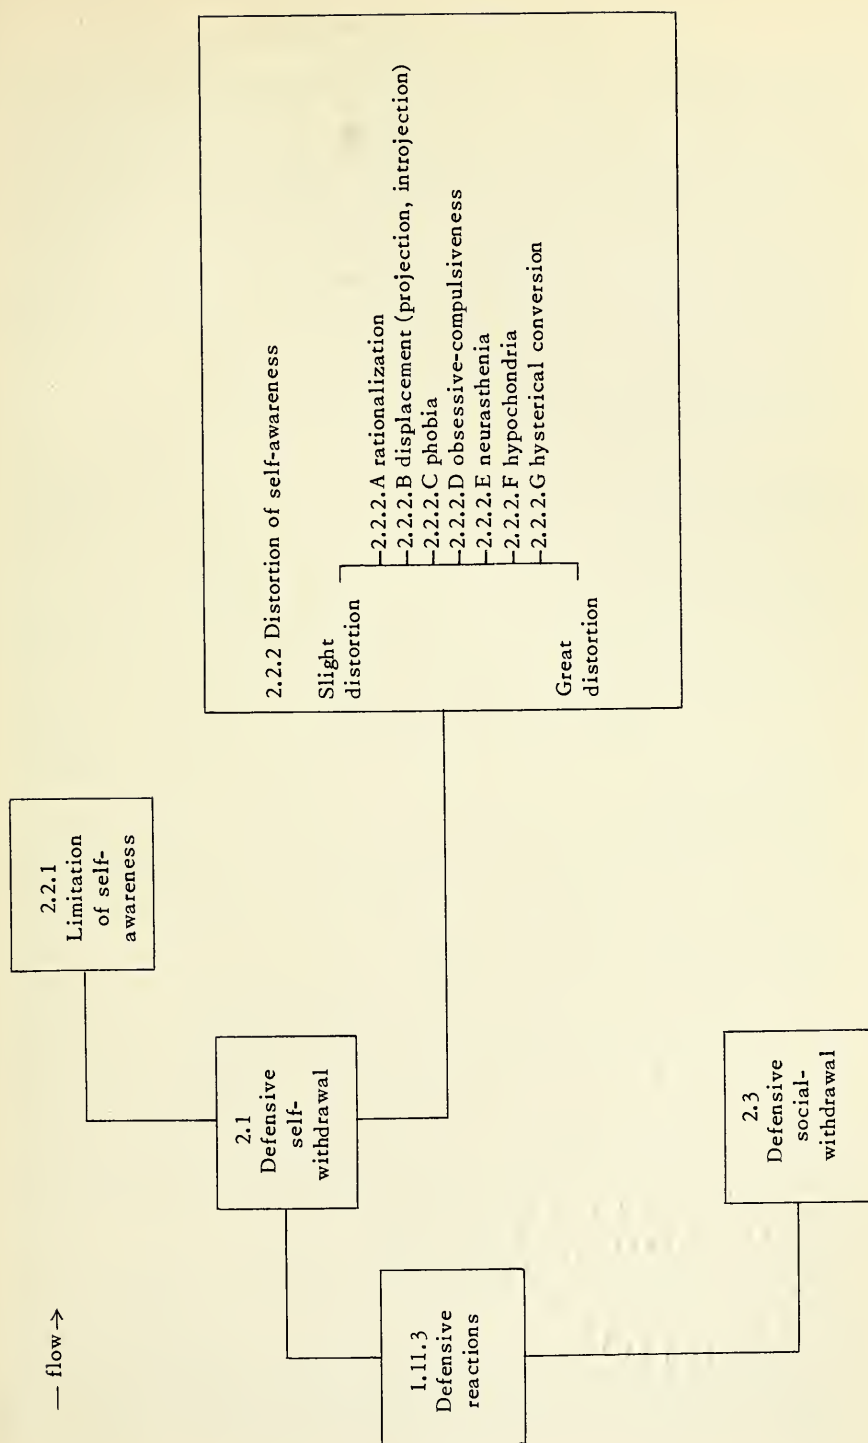 — flow →
1.11.3
Defensive
reactions
2.1
Defensive
self-
withdrawal
2.3
Defensive
social-
withdrawal
2.2.1
Limitation
of self-
awareness
2.2.2 Distortion of self-awareness
Slight
distortion
2.2.2.A rationalization
2.2.2.B displacement (projection, introjection)
2.2.2.C phobia
2.2.2.D obsessive-compulsiveness
2.2.2.E neurasthenia
2.2.2.F hypochondria
2.2.2.G hysterical conversion
Great
distortion